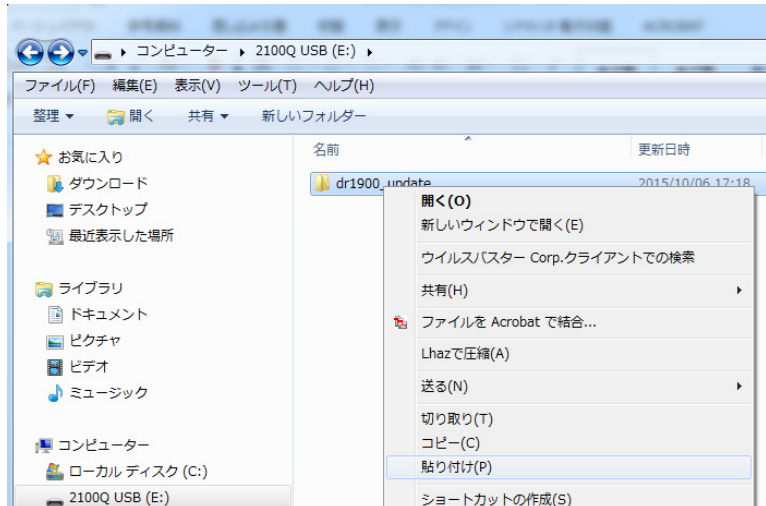 コンピューター 2100Q USB (E:)
ファイル(F) 編集(E) 表示(V) ツール(T) ヘルプ(H)
整理 開く 共有 新しいフォルダー
名前 更新日時
お気に入り
ダウンロード
デスクトップ
最近表示した場所
ライブラリ
ドキュメント
ピクチャ
ビデオ
ミュージック
コンピューター
ローカル ディスク (C:)
2100Q USB (E:)
dr1900_update 2015/10/06 17:18
開く(O)
新しいウィンドウで開く(E)
ウイルスバスター Corp.クライアントでの検索
共有(H)
ファイルを Acrobat で結合...
Lhazで圧縮(A)
送る(N)
切り取り(T)
コピー(C)
貼り付け(P)
ショートカットの作成(S)